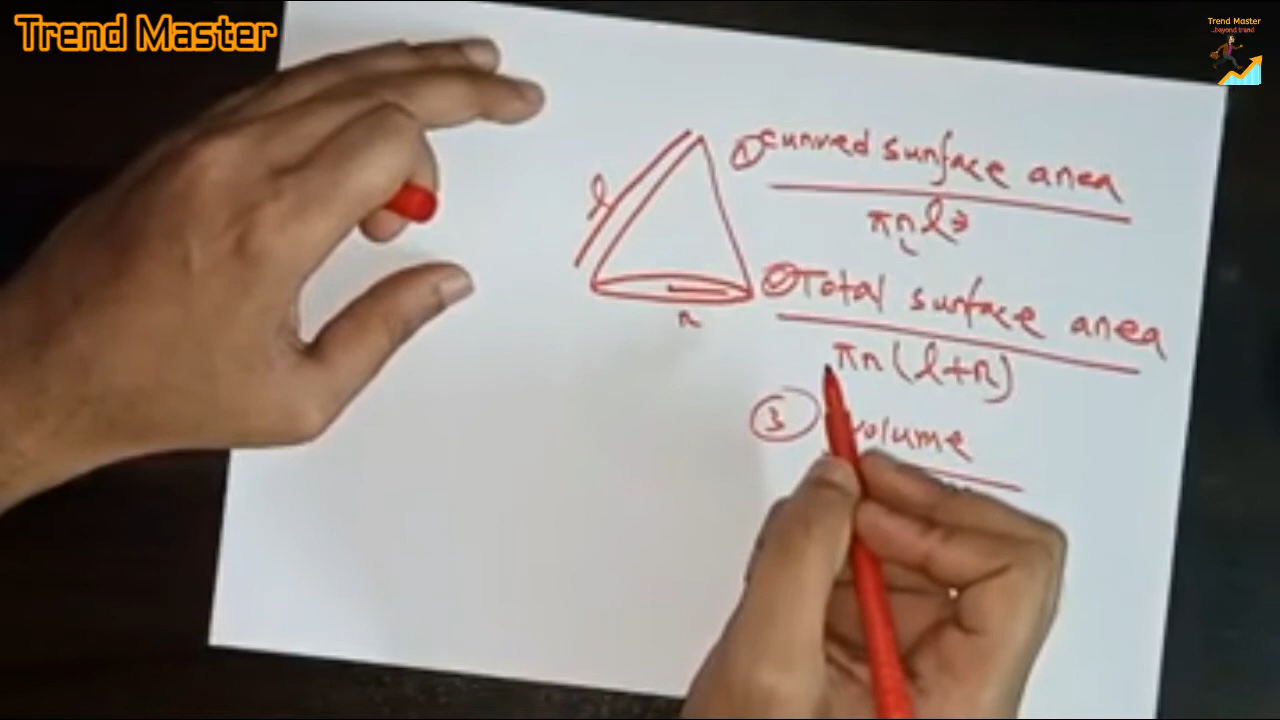 Trend Master
Trend Master
..beyond trend
① curved surface area
πrl
l
② Total surface area
r
πr(l+r)
③ volume